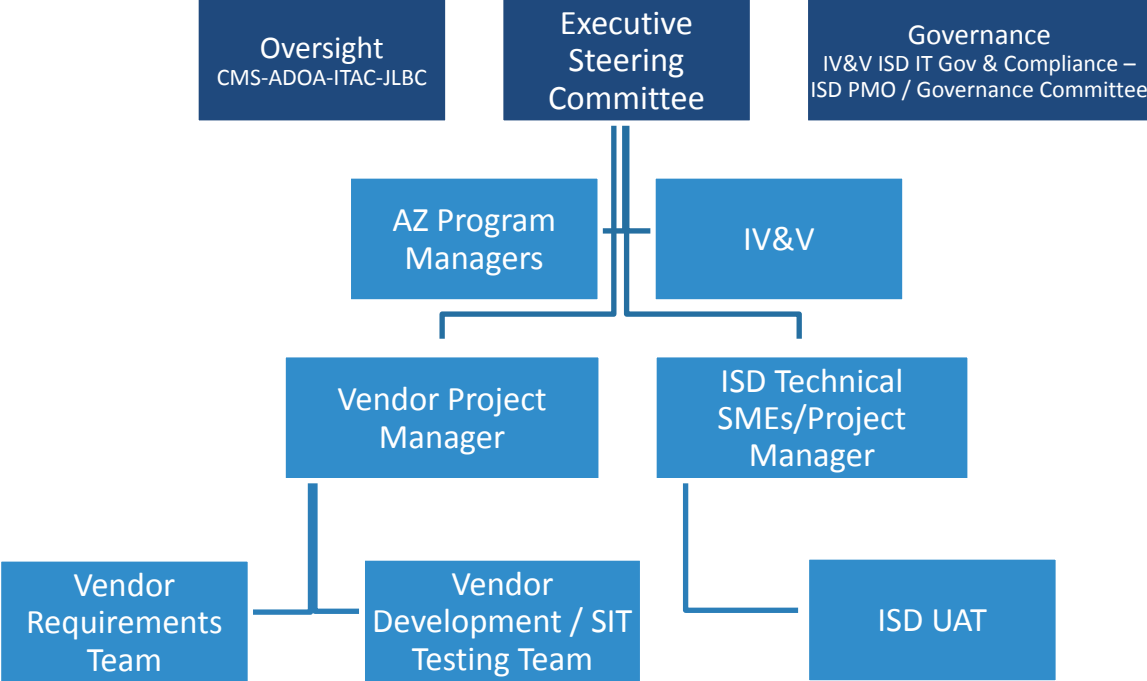 Oversight
CMS-ADOA-ITAC-JLBC
Executive
Steering
Committee
Governance
IV&V ISD IT Gov & Compliance –
ISD PMO / Governance Committee
AZ Program
Managers
IV&V
Vendor Project
Manager
ISD Technical
SMEs/Project
Manager
Vendor
Requirements
Team
Vendor
Development / SIT
Testing Team
ISD UAT